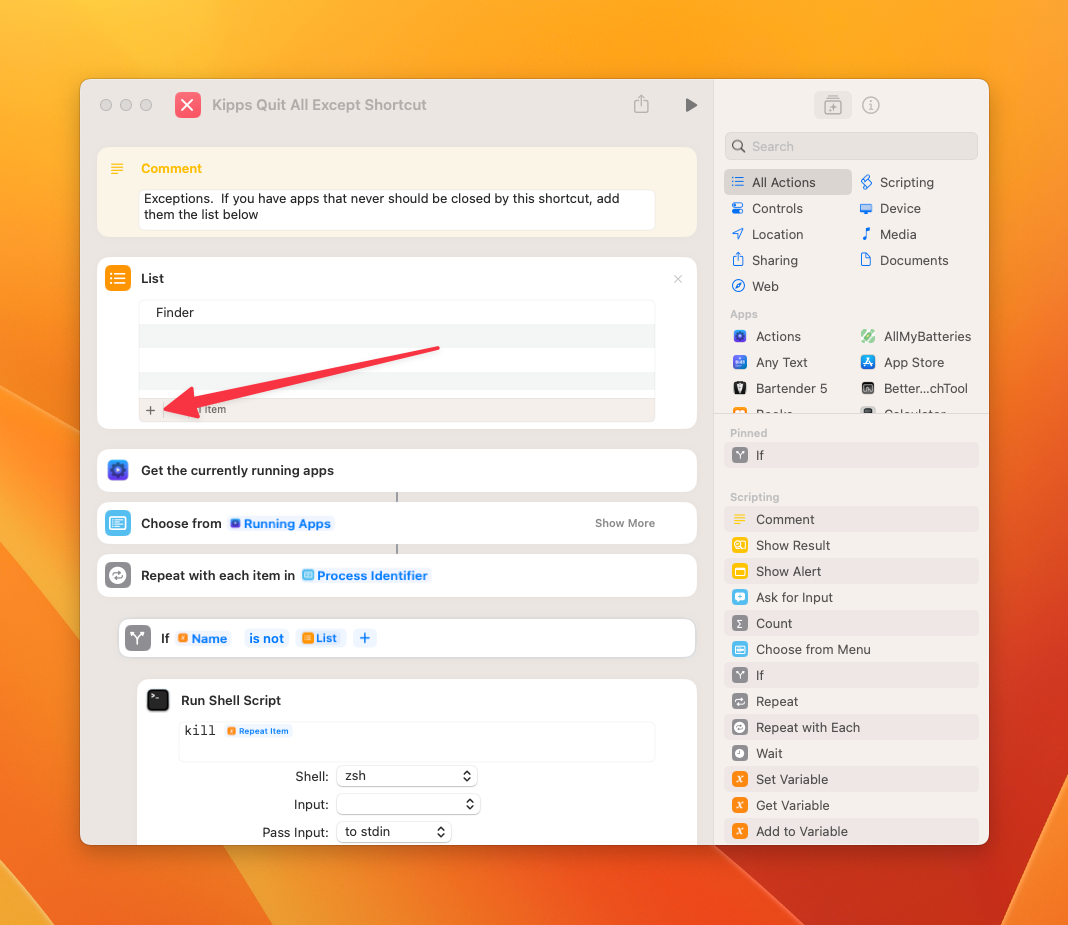 Kipps Quit All Except Shortcut
Comment
Exceptions.  If you have apps that never should be closed by this shortcut, add
them the list below
List
Finder
Item
Get the currently running apps
Choose from Running Apps
Show More
Repeat with each item in Process Identifier
If Name is not List
Run Shell Script
kill Repeat Item
Shell: zsh
Input:
Pass Input: to stdin
Search
All Actions
Scripting
Controls
Device
Location
Media
Sharing
Documents
Web
Apps
Actions
AllMyBatteries
Any Text
App Store
Bartender 5
Better...chTool
Pinned
If
Scripting
Comment
Show Result
Show Alert
Ask for Input
Count
Choose from Menu
If
Repeat
Repeat with Each
Wait
Set Variable
Get Variable
Add to Variable